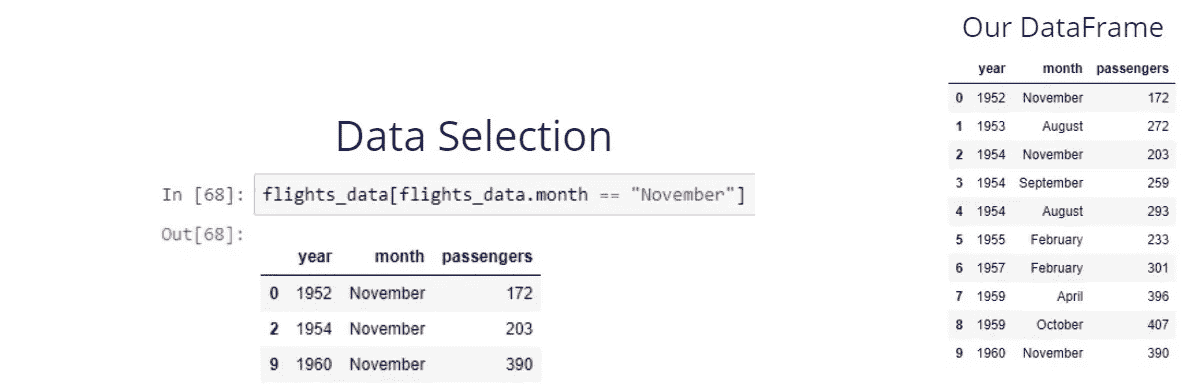 Data Selection
In [68]: flights_data[flights_data.month == "November"]
Out[68]:
year month passengers
0 1952 November 172
2 1954 November 203
9 1960 November 390
Our DataFrame
year month passengers
0 1952 November 172
1 1953 August 272
2 1954 November 203
3 1954 September 259
4 1954 August 293
5 1955 February 233
6 1957 February 301
7 1959 April 396
8 1959 October 407
9 1960 November 390